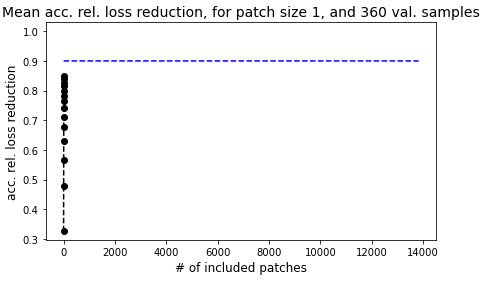 Mean acc. rel. loss reduction, for patch size 1, and 360 val. samples
1.0
0.9
0.8
0.7
0.6
0.5
0.4
0.3
acc. rel. loss reduction
0 2000 4000 6000 8000 10000 12000 14000
# of included patches